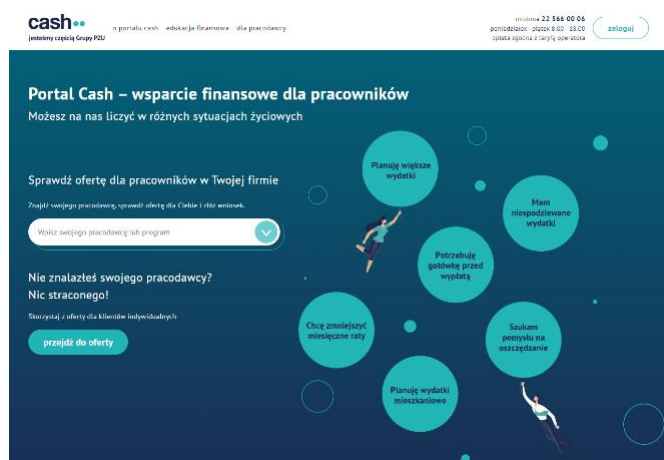 cash
jesteśmy częścią Grupy PZU
o portalu cash edukacja finansowa dla pracodawcy
infolinia 22 566 00 06
poniedziałek - piątek 8:00 - 18:00
opłata zgodna z taryfą operatora
zaloguj
Portal Cash – wsparcie finansowe dla pracowników
Możesz na nas liczyć w różnych sytuacjach życiowych
Sprawdź ofertę dla pracowników w Twojej firmie
Znajdź swojego pracodawcę, sprawdź ofertę dla Ciebie i złóż wniosek.
Wpisz swojego pracodawcę lub program
Nie znalazłeś swojego pracodawcy?
Nic straconego!
Skorzystaj z oferty dla klientów indywidualnych
przejdź do oferty
Planuję większe
wydatki
Mam
niespodziewane
wydatki
Potrzebuję
gotówkę przed
wypłatą
Chcę zmniejszyć
miesięczne raty
Szukam
pomysłu na
oszczędzanie
Planuję wydatki
mieszkaniowe